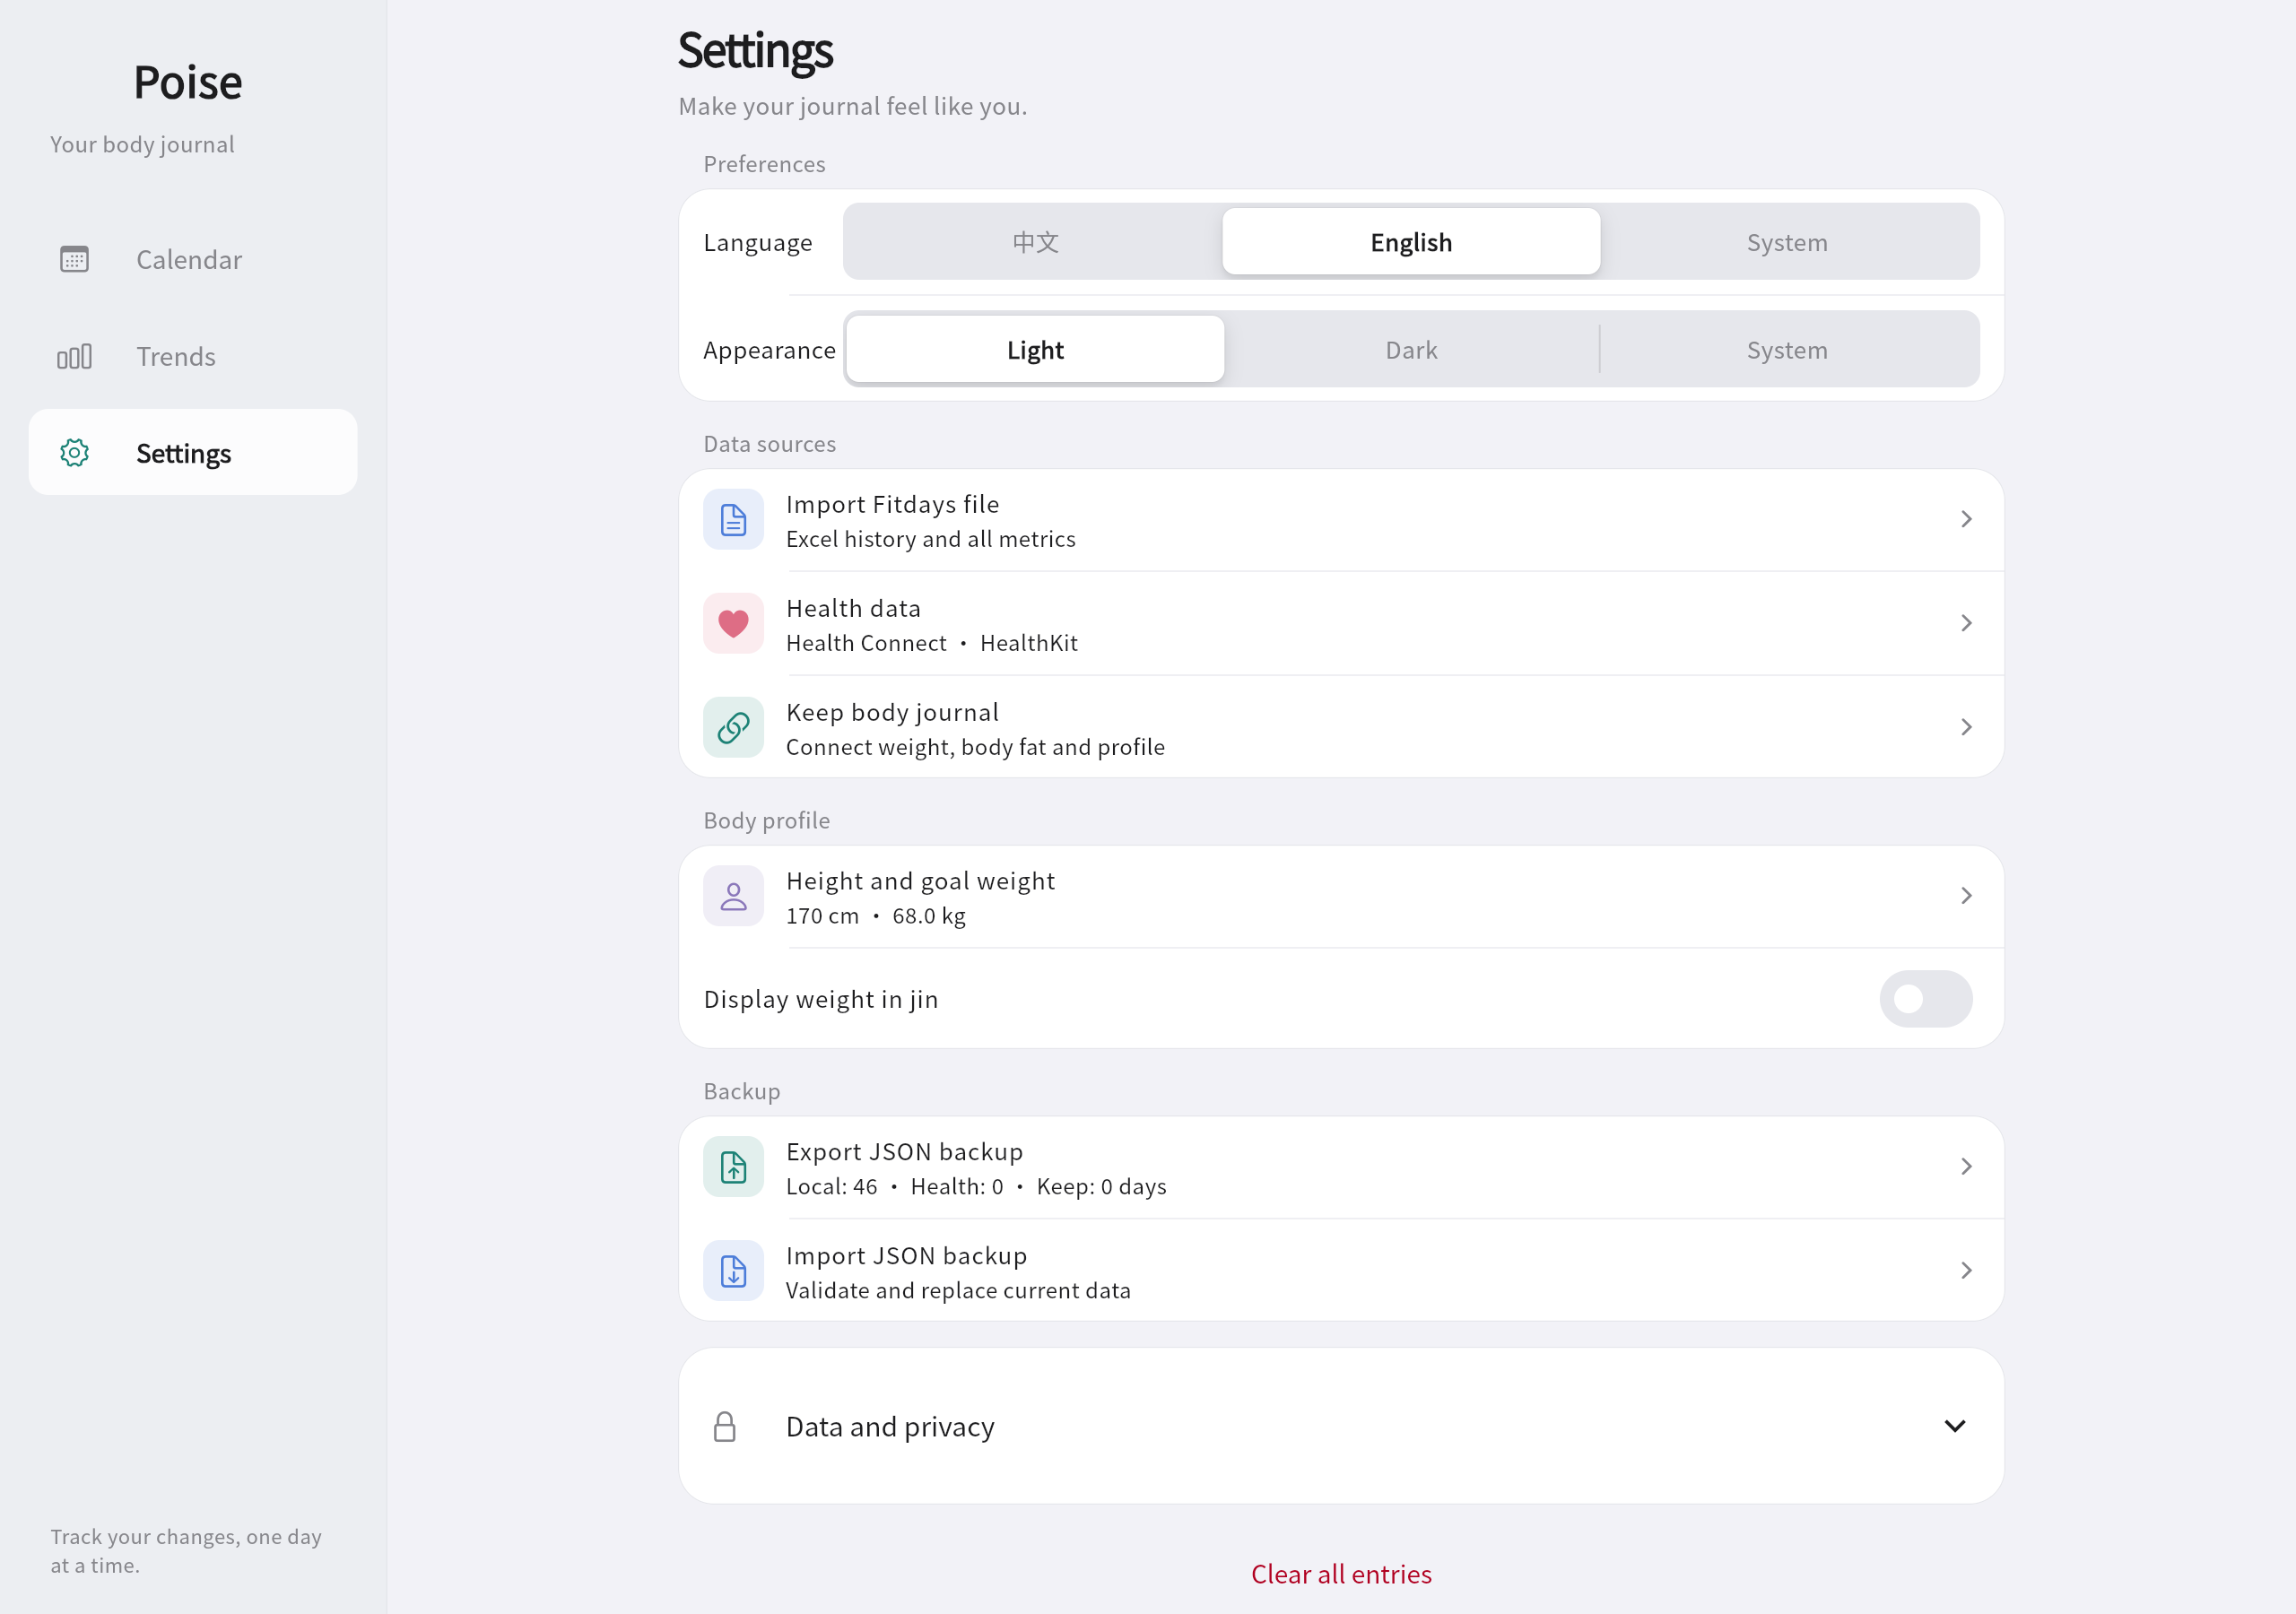 Poise
Your body journal
Calendar
Trends
Settings
Track your changes, one day
at a time.
Settings
Make your journal feel like you.
Preferences
Language
中文
English
System
Appearance
Light
Dark
System
Data sources
Import Fitdays file
Excel history and all metrics
Health data
Health Connect • HealthKit
Keep body journal
Connect weight, body fat and profile
Body profile
Height and goal weight
170 cm • 68.0 kg
Display weight in jin
Backup
Export JSON backup
Local: 46 • Health: 0 • Keep: 0 days
Import JSON backup
Validate and replace current data
Data and privacy
Clear all entries